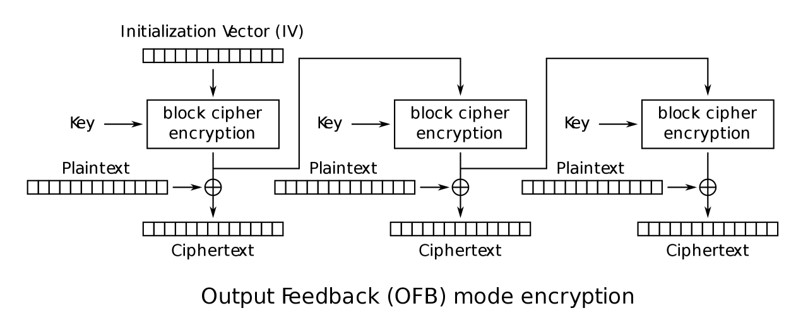 Initialization Vector (IV)
Key
block cipher
encryption
Key
block cipher
encryption
Key
block cipher
encryption
Plaintext
Plaintext
Plaintext
Ciphertext
Ciphertext
Ciphertext
Output Feedback (OFB) mode encryption